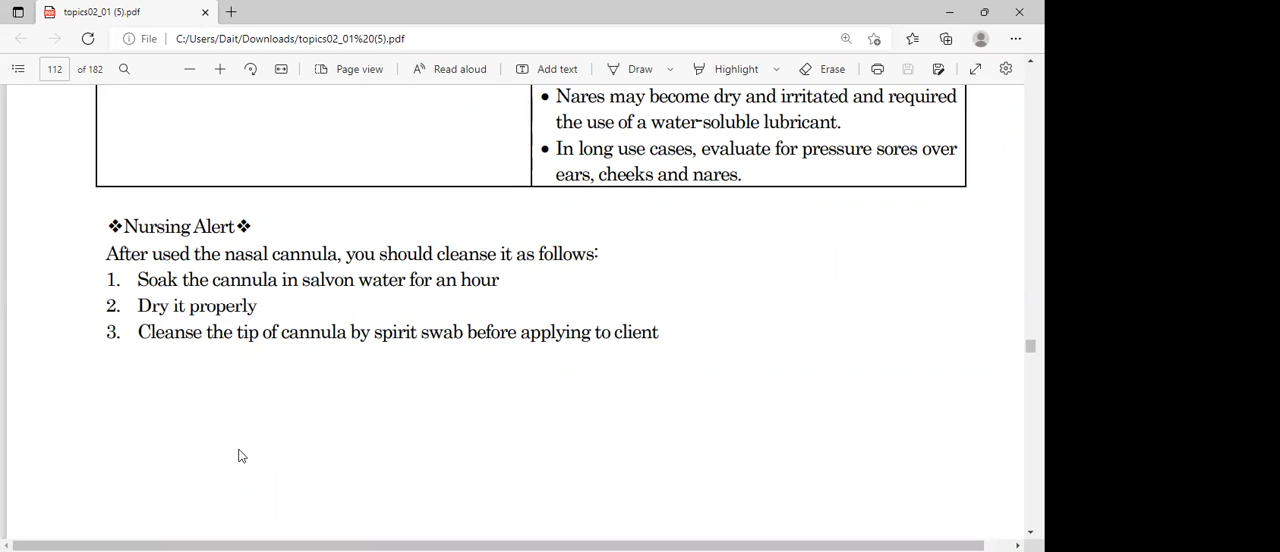 topics02_01 (5).pdf
File C:/Users/Dait/Downloads/topics02_01%20(5).pdf
112 of 182 Page view Read aloud Add text Draw Highlight Erase
• Nares may become dry and irritated and required
the use of a water-soluble lubricant.
• In long use cases, evaluate for pressure sores over
ears, cheeks and nares.
❖Nursing Alert❖
After used the nasal cannula, you should cleanse it as follows:
1. Soak the cannula in salvon water for an hour
2. Dry it properly
3. Cleanse the tip of cannula by spirit swab before applying to client